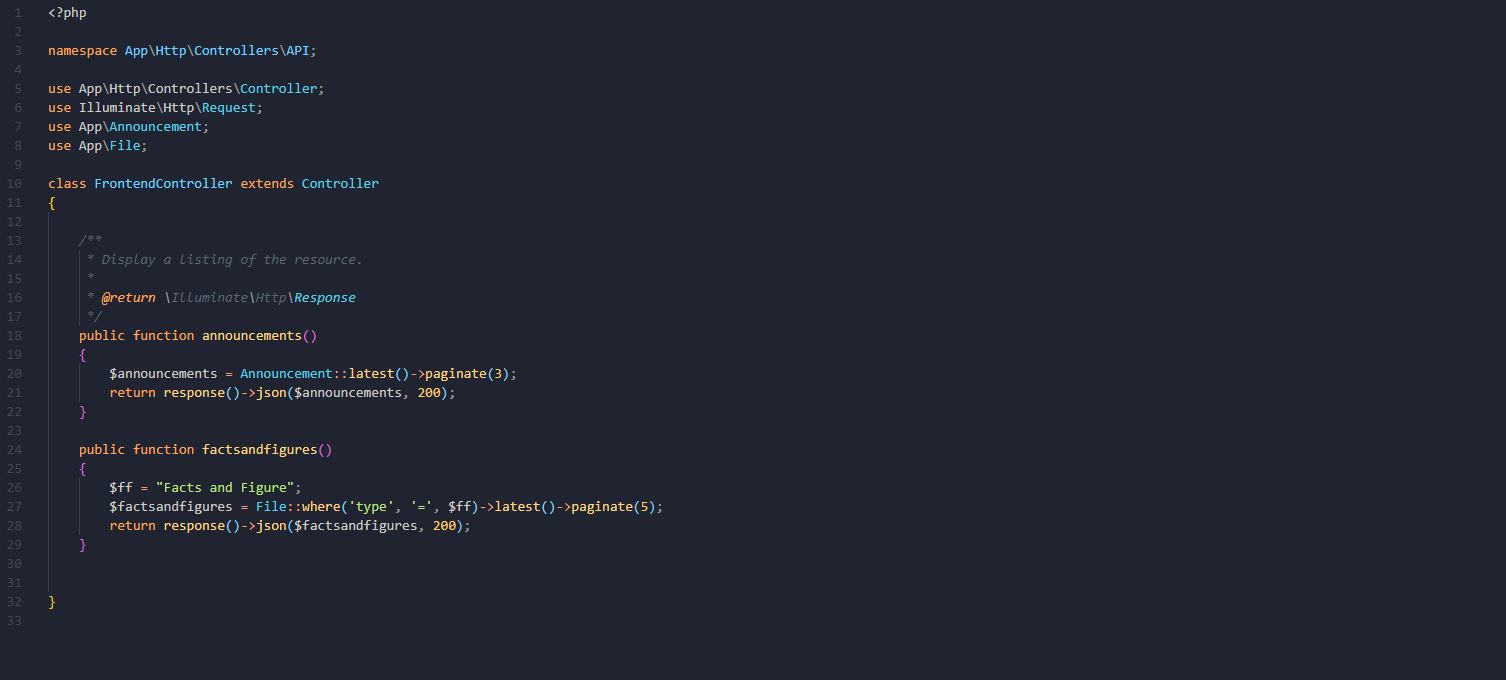 1 <?php
2
3 namespace App\Http\Controllers\API;
4
5 use App\Http\Controllers\Controller;
6 use Illuminate\Http\Request;
7 use App\Announcement;
8 use App\File;
9
10 class FrontendController extends Controller
11 {
12
13     /**
14      * Display a listing of the resource.
15      *
16      * @return \Illuminate\Http\Response
17      */
18     public function announcements()
19     {
20         $announcements = Announcement::latest()->paginate(3);
21         return response()->json($announcements, 200);
22     }
23
24     public function factsandfigures()
25     {
26         $ff = "Facts and Figure";
27         $factsandfigures = File::where('type', '=', $ff)->latest()->paginate(5);
28         return response()->json($factsandfigures, 200);
29     }
30
31
32 }
33